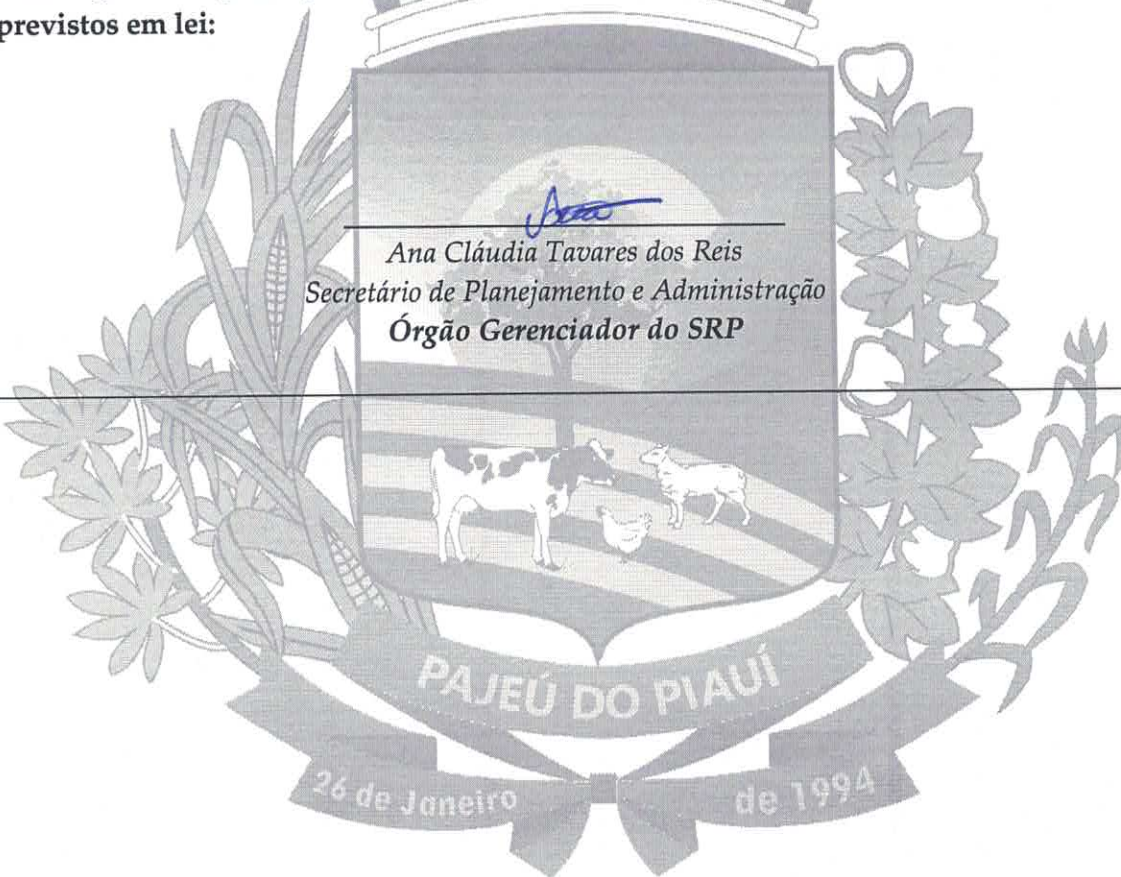 previstos em lei:
Ana Cláudia Tavares dos Reis
Secretário de Planejamento e Administração
Órgão Gerenciador do SRP
PAJEÚ DO PIAUÍ
26 de Janeiro de 1994